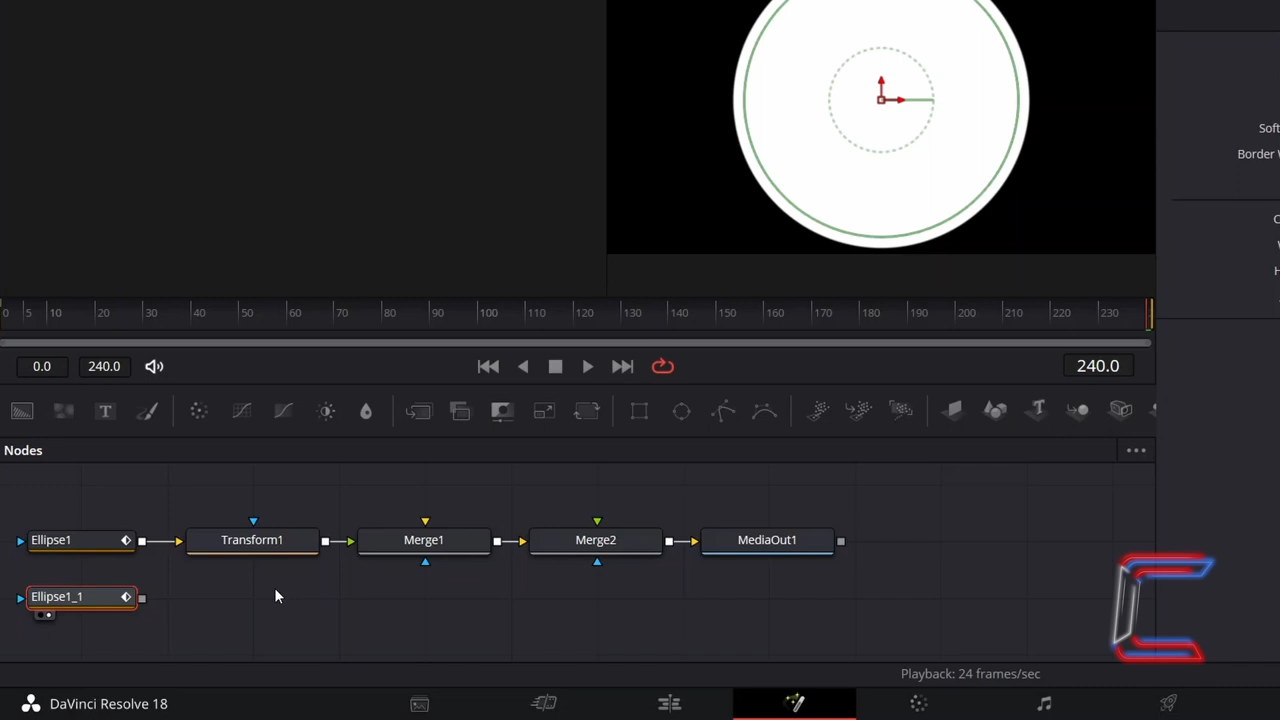 Soft
Border W
0 5 10 20 30 40 50 60 70 80 90 100 110 120 130 140 150 160 170 180 190 200 210 220 230
0.0 240.0 240.0
T
Nodes
Ellipse1 Transform1 Merge1 Merge2 MediaOut1
Ellipse1_1
Playback: 24 frames/sec
DaVinci Resolve 18